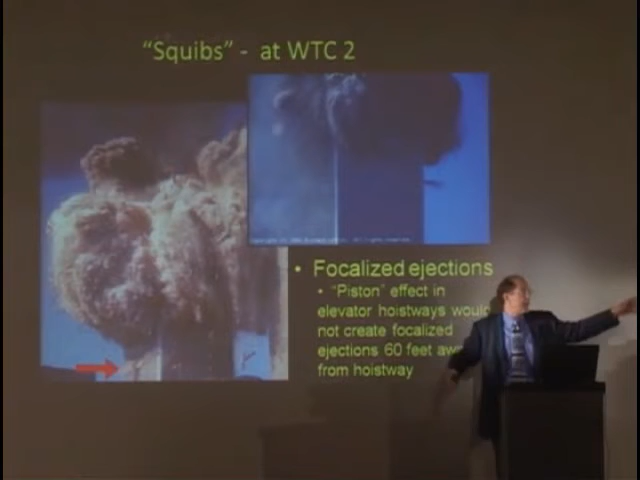 “Squibs” - at WTC 2
• Focalized ejections
• “Piston” effect in
elevator hoistways
not create focalized
ejections 60 feet
from hoistway